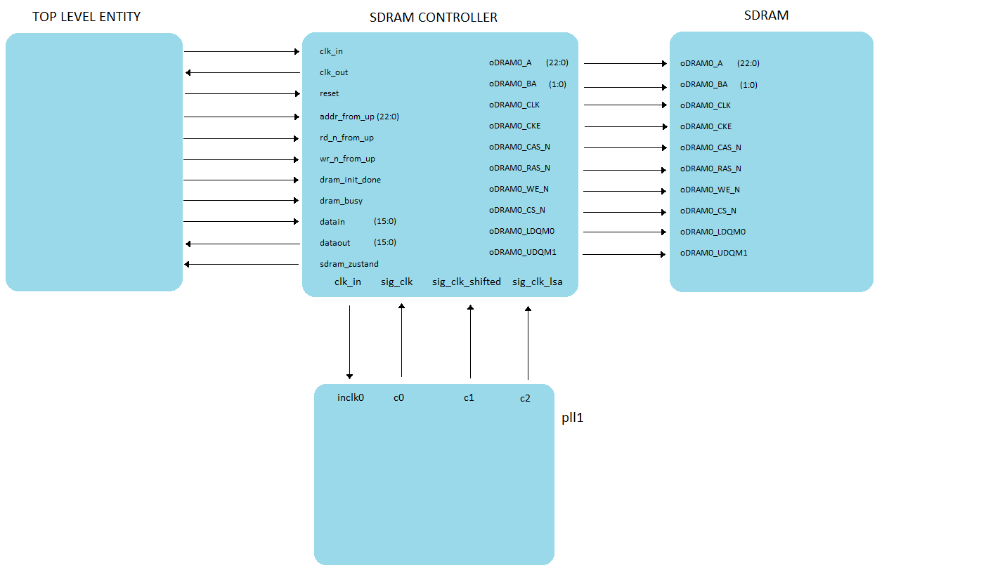 TOP LEVEL ENTITY
SDRAM CONTROLLER
SDRAM
clk_in
clk_out
reset
addr_from_up (22:0)
rd_n_from_up
wr_n_from_up
dram_init_done
dram_busy
datain (15:0)
dataout (15:0)
sdram_zustand
oDRAM0_A (22:0)
oDRAM0_BA (1:0)
oDRAM0_CLK
oDRAM0_CKE
oDRAM0_CAS_N
oDRAM0_RAS_N
oDRAM0_WE_N
oDRAM0_CS_N
oDRAM0_LDQM0
oDRAM0_UDQM1
clk_in sig_clk sig_clk_shifted sig_clk_lsa
oDRAM0_A (22:0)
oDRAM0_BA (1:0)
oDRAM0_CLK
oDRAM0_CKE
oDRAM0_CAS_N
oDRAM0_RAS_N
oDRAM0_WE_N
oDRAM0_CS_N
oDRAM0_LDQM0
oDRAM0_UDQM1
inclk0 c0 c1 c2
pll1